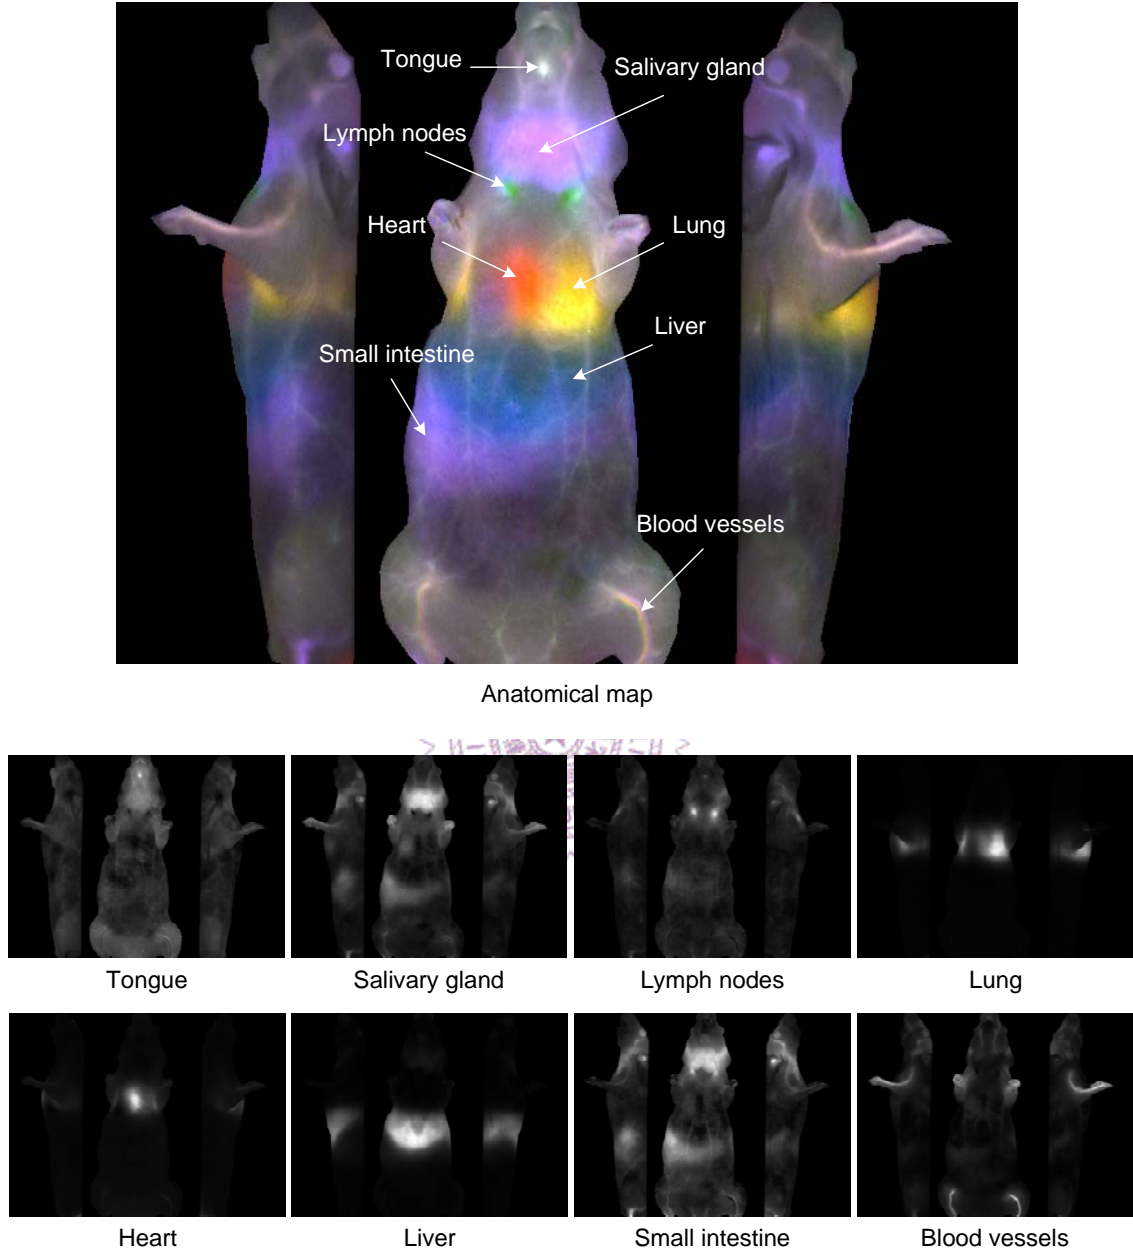 Tongue
Salivary gland
Lymph nodes
Heart
Lung
Liver
Small intestine
Blood vessels
Anatomical map
Tongue
Salivary gland
Lymph nodes
Lung
Heart
Liver
Small intestine
Blood vessels